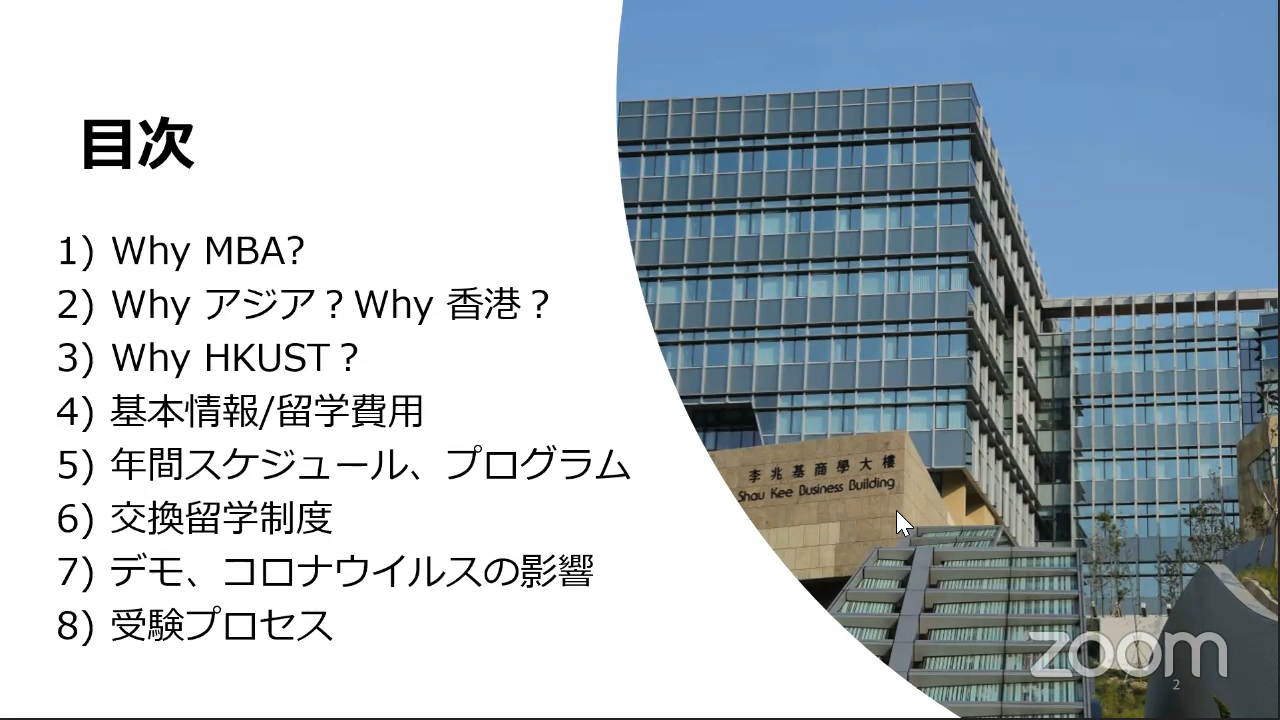 目次
1) Why MBA?
2) Why アジア？Why 香港？
3) Why HKUST？
4) 基本情報/留学費用
5) 年間スケジュール、プログラム
6) 交換留学制度
7) デモ、コロナウイルスの影響
8) 受験プロセス
李兆基商學大樓
Shau Kee Business Building
zoom
2